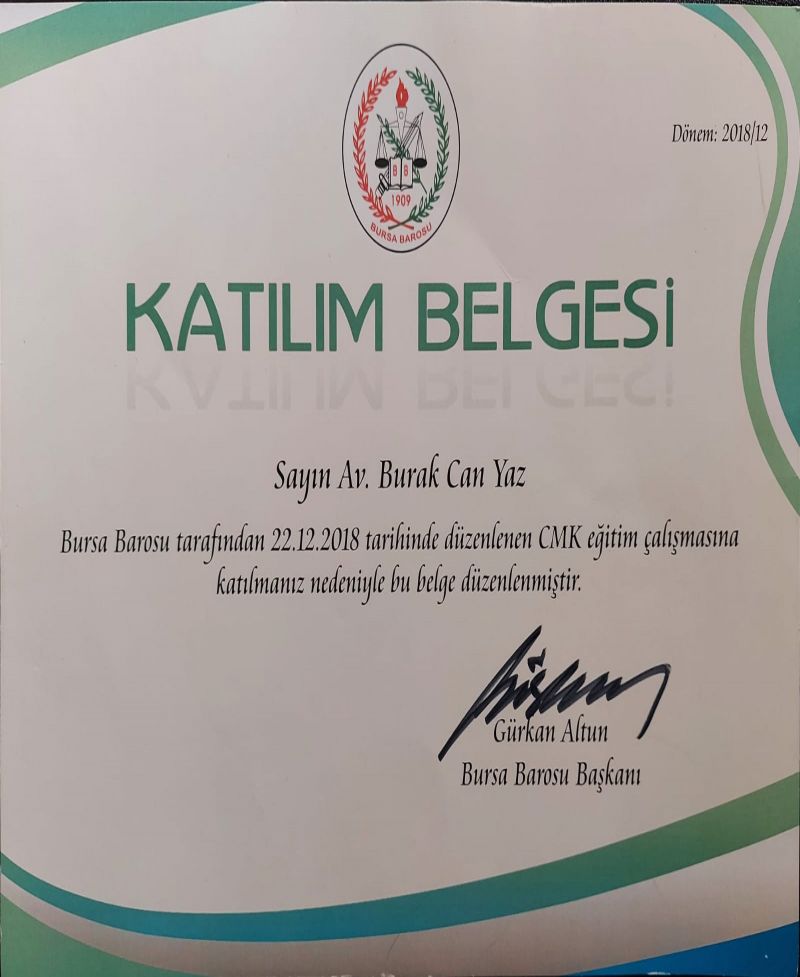 Dönem: 2018/12
B B
1909
BURSA BAROSU
KATILIM BELGESİ
Sayın Av. Burak Can Yaz
Bursa Barosu tarafından 22.12.2018 tarihinde düzenlenen CMK eğitim çalışmasına
katılmanız nedeniyle bu belge düzenlenmiştir.
Gürkan Altun
Bursa Barosu Başkanı